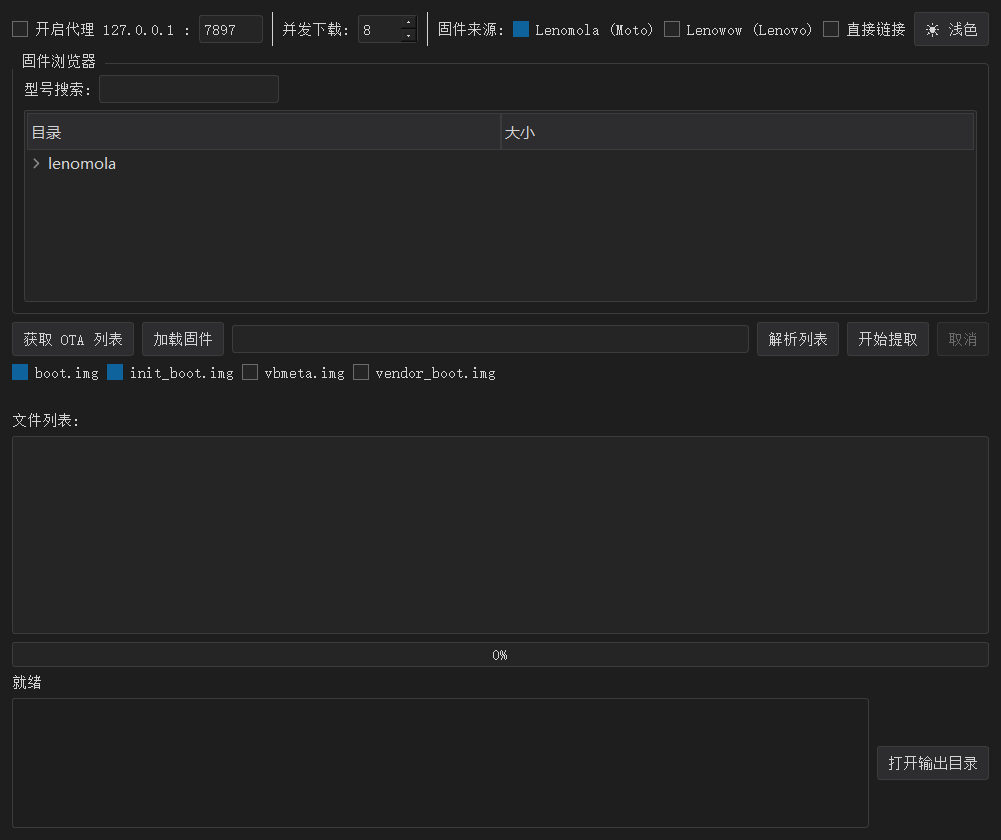 开启代理 127.0.0.1 : 7897 并发下载: 8 固件来源: Lenomola (Moto) Lenowow (Lenovo) 直接链接 ☀ 浅色
固件浏览器
型号搜索:
目录 大小
lenomola
获取 OTA 列表 加载固件 解析列表 开始提取 取消
boot.img init_boot.img vbmeta.img vendor_boot.img
文件列表:
0%
就绪
打开输出目录